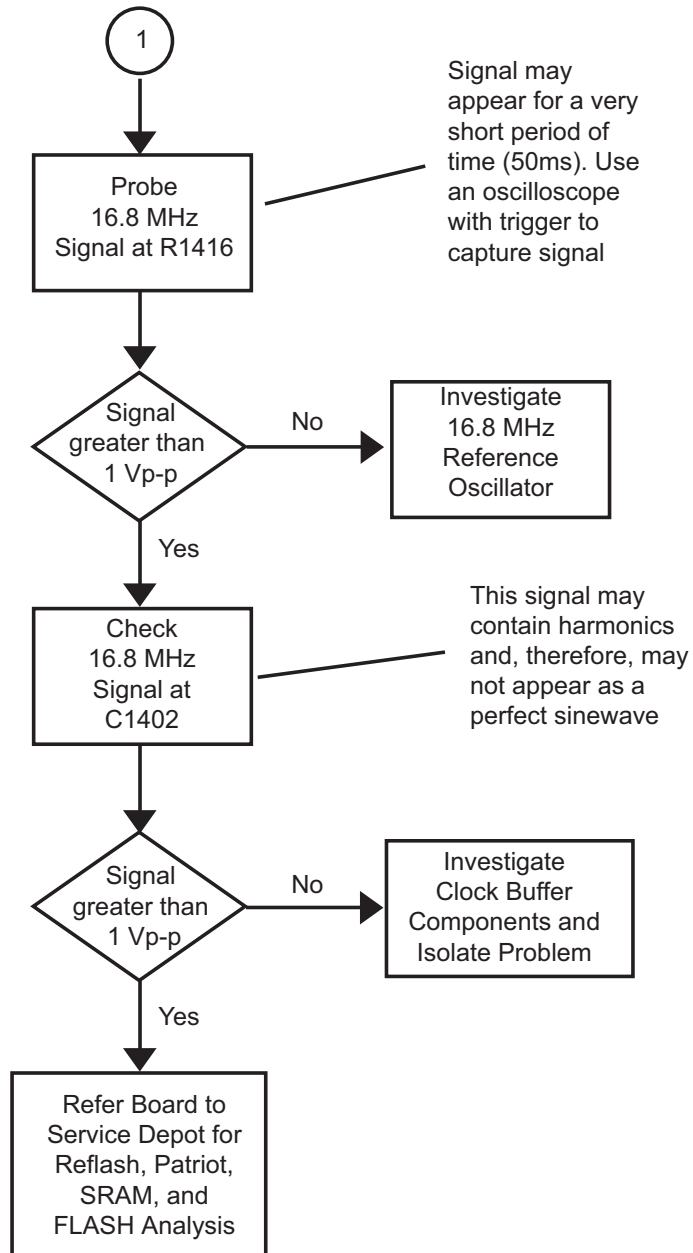 1
Signal may
appear for a very
short period of
time (50ms). Use
an oscilloscope
with trigger to
capture signal
Probe
16.8 MHz
Signal at R1416
Signal
greater than
1 Vp-p
No
Investigate
16.8 MHz
Reference
Oscillator
Yes
Check
16.8 MHz
Signal at
C1402
This signal may
contain harmonics
and, therefore, may
not appear as a
perfect sinewave
Signal
greater than
1 Vp-p
No
Investigate
Clock Buffer
Components and
Isolate Problem
Yes
Refer Board to
Service Depot for
Reflash, Patriot,
SRAM, and
FLASH Analysis